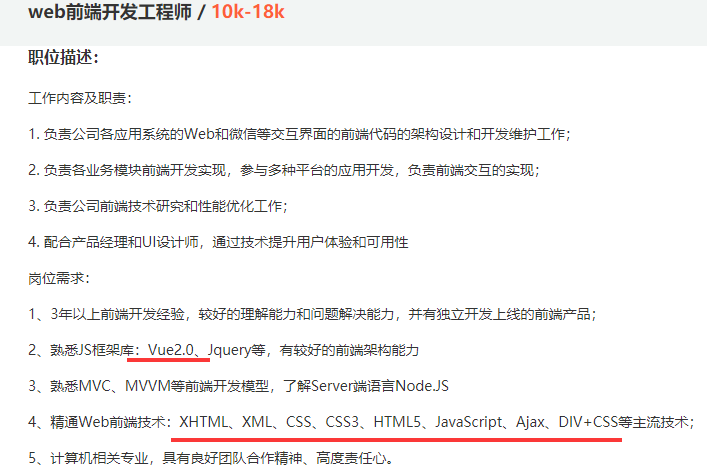 web前端开发工程师 / 10k-18k
职位描述：
工作内容及职责：
1. 负责公司各应用系统的Web和微信等交互界面的前端代码的架构设计和开发维护工作；
2. 负责各业务模块前端开发实现，参与多种平台的应用开发，负责前端交互的实现；
3. 负责公司前端技术研究和性能优化工作；
4. 配合产品经理和UI设计师，通过技术提升用户体验和可用性
岗位需求：
1、3年以上前端开发经验，较好的理解能力和问题解决能力，并有独立开发上线的前端产品；
2、熟悉JS框架库：Vue2.0、Jquery等，有较好的前端架构能力
3、熟悉MVC、MVVM等前端开发模型，了解Server端语言NodeJS
4、精通Web前端技术：XHTML、XML、CSS、CSS3、HTML5、JavaScript、Ajax、DIV+CSS等主流技术；
5、计算机相关专业，具有良好团队合作精神、高度责任心。